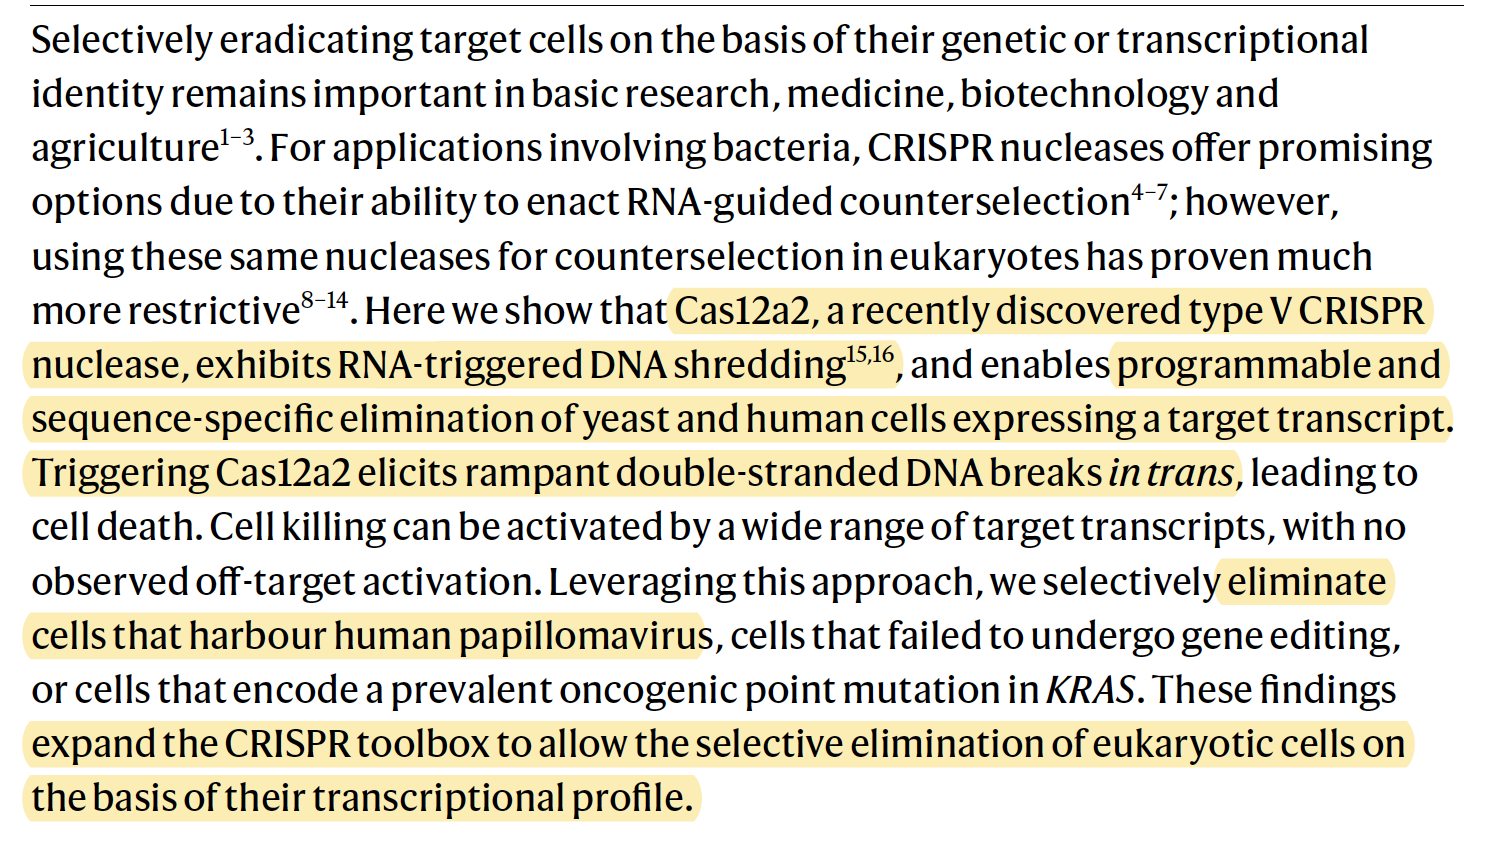 Selectively eradicating target cells on the basis of their genetic or transcriptional
identity remains important in basic research, medicine, biotechnology and
agriculture¹⁻³. For applications involving bacteria, CRISPR nucleases offer promising
options due to their ability to enact RNA-guided counterselection⁴⁻⁷; however,
using these same nucleases for counterselection in eukaryotes has proven much
more restrictive⁸⁻¹⁴. Here we show that Cas12a2, a recently discovered type V CRISPR
nuclease, exhibits RNA-triggered DNA shredding¹⁵,¹⁶, and enables programmable and
sequence-specific elimination of yeast and human cells expressing a target transcript.
Triggering Cas12a2 elicits rampant double-stranded DNA breaks in trans, leading to
cell death. Cell killing can be activated by a wide range of target transcripts, with no
observed off-target activation. Leveraging this approach, we selectively eliminate
cells that harbour human papillomavirus, cells that failed to undergo gene editing,
or cells that encode a prevalent oncogenic point mutation in KRAS. These findings
expand the CRISPR toolbox to allow the selective elimination of eukaryotic cells on
the basis of their transcriptional profile.